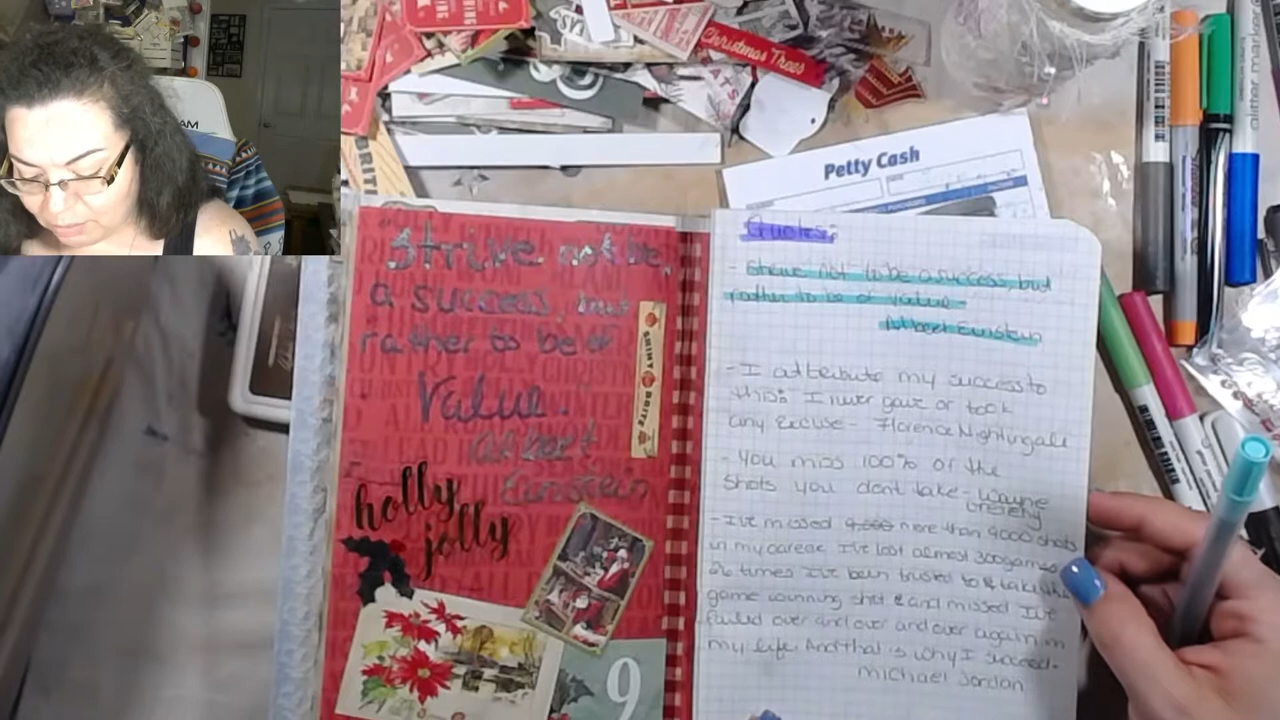 Christmas Trees
Petty Cash
glitter marker
"Strive not be
a success, but
rather to be of
Value.
Albert
Einstein
SHINY BRITE
holly
jolly
9
Quotes:
- Strive not to be a success, but
rather to be of value -
Albert Einstein
- I attribute my success to
this: I never gave or took
any excuse - Florence Nightingale
- You miss 100% of the
shots you dont take - Wayne
- I've missed 9,000 more than 9000 shots
in my career I've lost almost 300 games
26 times I've been trusted to take the
game winning shot and missed I've
failed over and over and over again in
my life. And that is why I succeed -
Michael Jordan